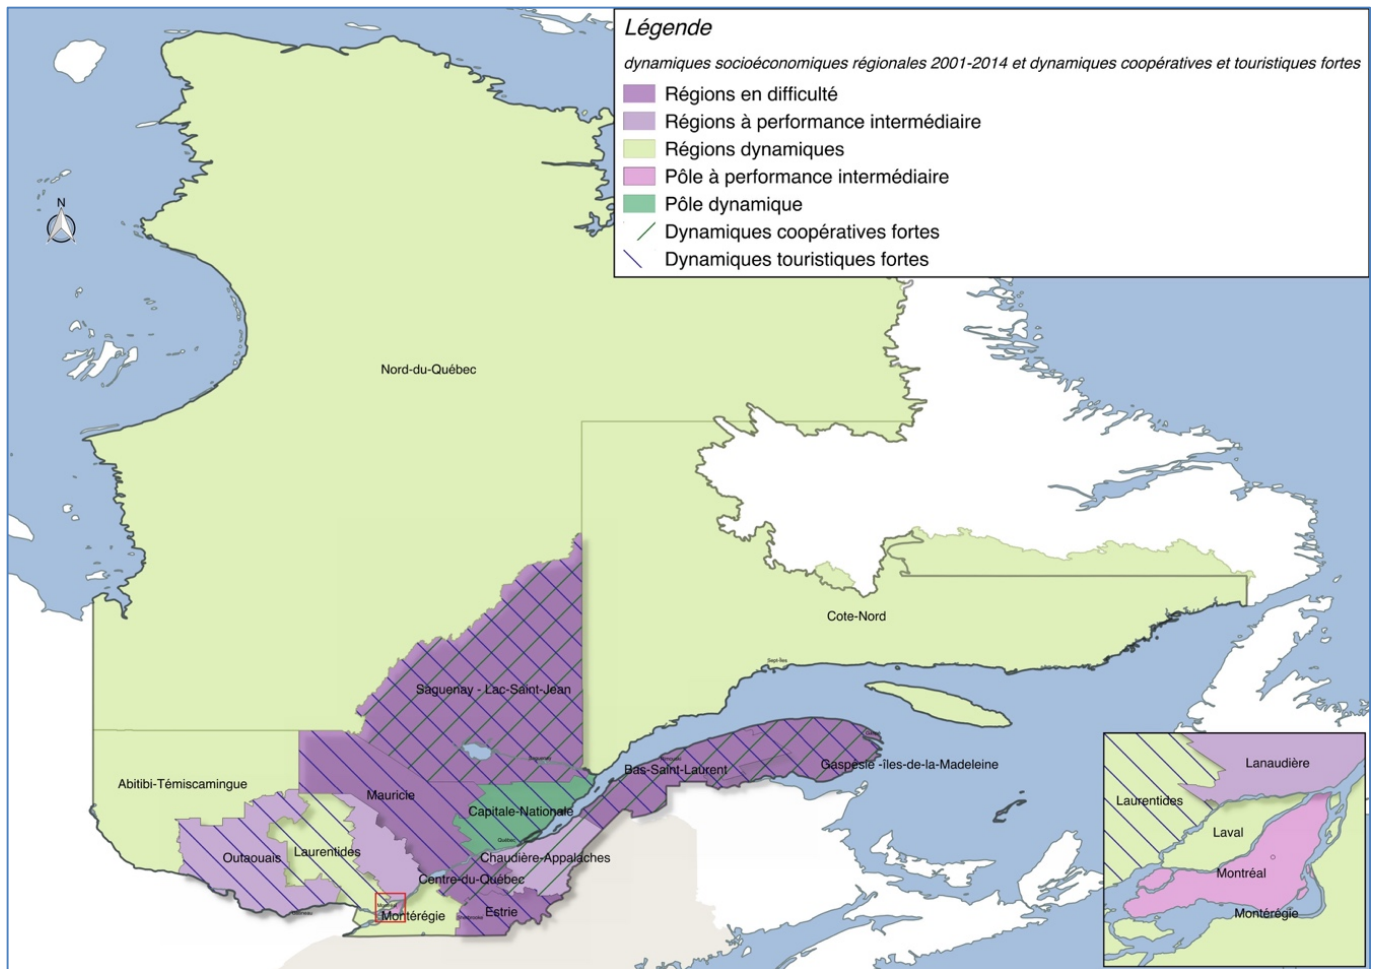 Légende
dynamiques socioéconomiques régionales 2001-2014 et dynamiques coopératives et touristiques fortes
Régions en difficulté
Régions à performance intermédiaire
Régions dynamiques
Pôle à performance intermédiaire
Pôle dynamique
Dynamiques coopératives fortes
Dynamiques touristiques fortes
N
Nord-du-Québec
Cote-Nord
Sept-Îles
Saguenay - Lac-Saint-Jean
Bas-Saint-Laurent
Gaspésie -îles-de-la-Madeleine
Abitibi-Témiscamingue
Mauricie
Capitale-Nationale
Québec
Outaouais
Laurentides
Chaudière-Appalaches
Centre-du-Québec
Estrie
Montérégie
Lanaudière
Laurentides
Laval
Montréal
Montérégie